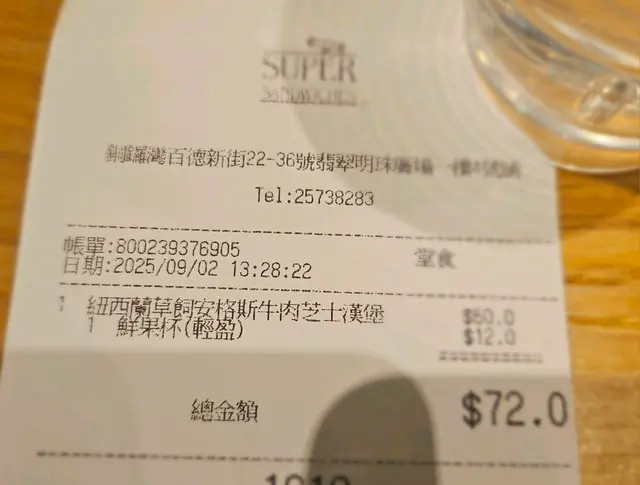 SUPER
SANDWICHES
銅鑼灣百德新街22-36號翡翠明珠廣場一樓
Tel:25738283
帳單:800239376905
堂食
日期:2025/09/02 13:28:22
1 紐西蘭草飼安格斯牛肉芝士漢堡 $60.0
1 鮮果杯(輕盈) $12.0
總金額 $72.0